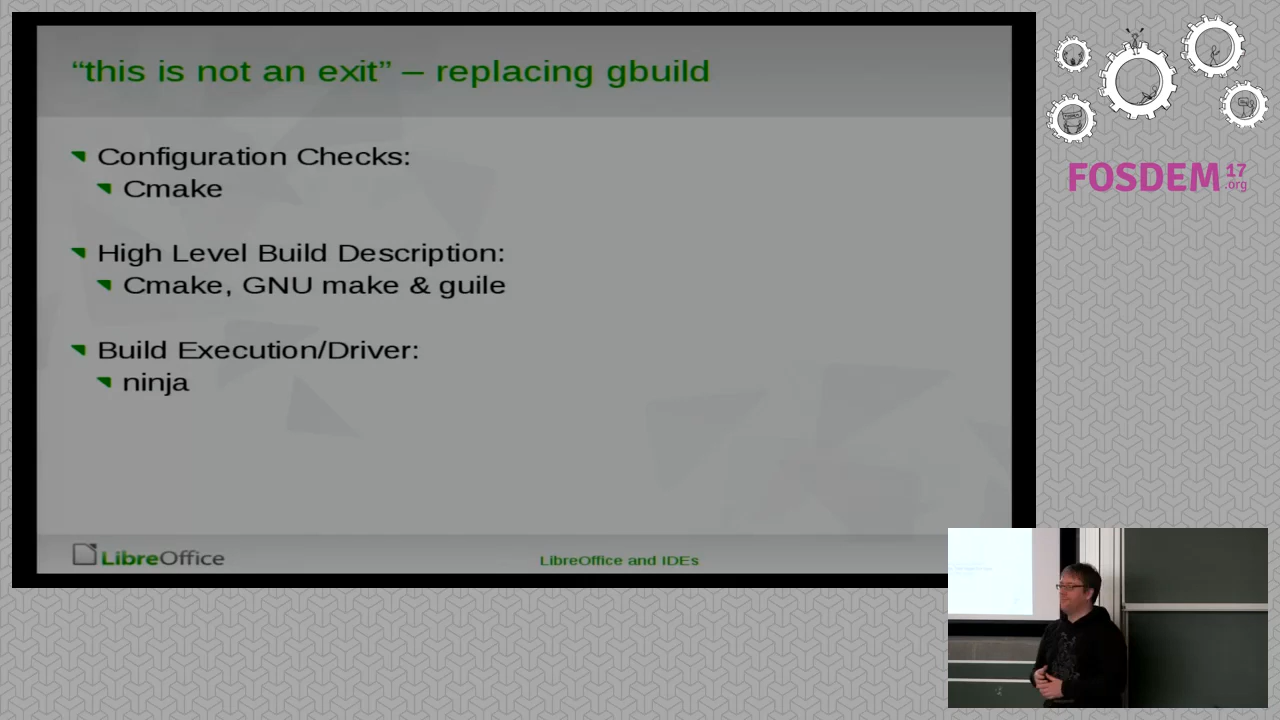 “this is not an exit” – replacing gbuild
Configuration Checks:
Cmake
High Level Build Description:
Cmake, GNU make & guile
Build Execution/Driver:
ninja
LibreOffice
LibreOffice and IDEs
FOSDEM 17
.org